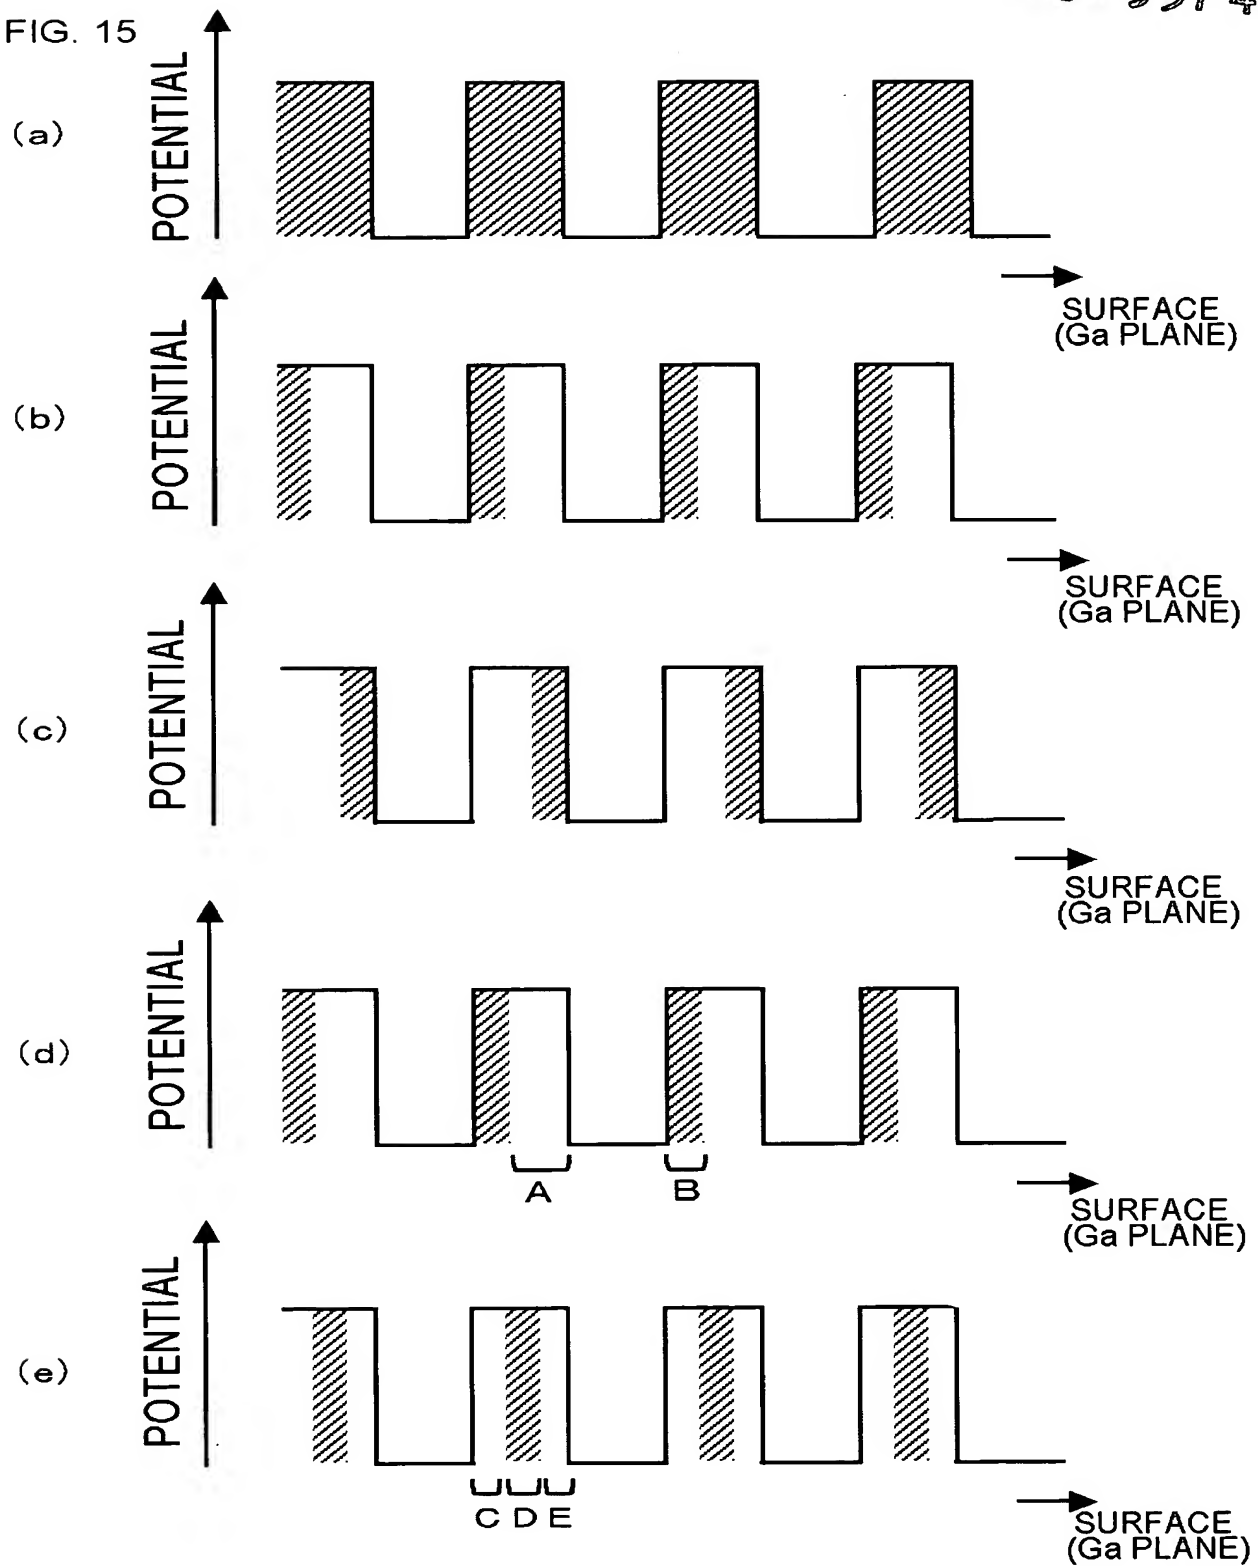 FIG. 15
(a)
POTENTIAL
SURFACE
(Ga PLANE)
(b)
POTENTIAL
SURFACE
(Ga PLANE)
(c)
POTENTIAL
SURFACE
(Ga PLANE)
(d)
POTENTIAL
A
B
SURFACE
(Ga PLANE)
(e)
POTENTIAL
C D E
SURFACE
(Ga PLANE)